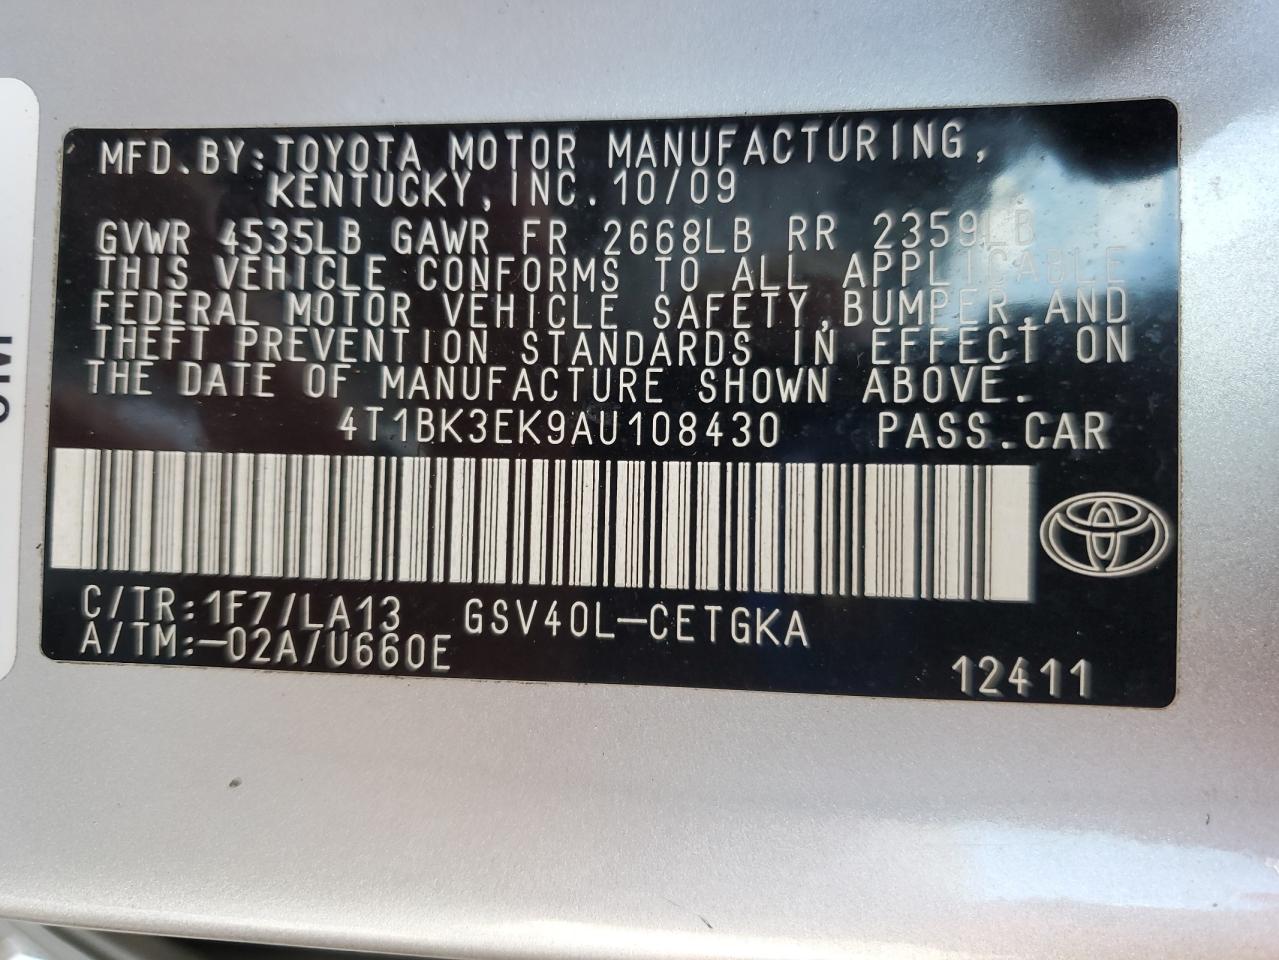 MFD.BY:TOYOTA MOTOR MANUFACTURING,
KENTUCKY,INC.10/09
GVWR 4535LB GAWR FR 2668LB RR 2359LB
THIS VEHICLE CONFORMS TO ALL APPLICABLE
FEDERAL MOTOR VEHICLE SAFETY,BUMPER,AND
THEFT PREVENTION STANDARDS IN EFFECT ON
THE DATE OF MANUFACTURE SHOWN ABOVE.
4T1BK3EK9AU108430 PASS.CAR
C/TR:1F7/LA13 GSV40L-CETGKA
A/TM:-02A/U660E
12411